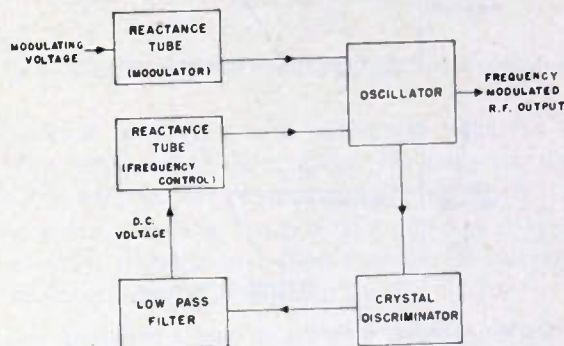 MODULATING
VOLTAGE
REACTANCE
TUBE
(MODULATOR)
OSCILLATOR
FREQUENCY
MODULATED
R.F. OUTPUT
REACTANCE
TUBE
(FREQUENCY
CONTROL)
D.C.
VOLTAGE
LOW PASS
FILTER
CRYSTAL
DISCRIMINATOR